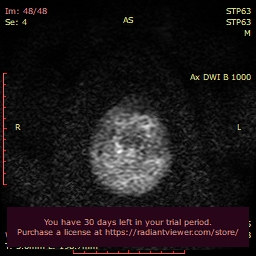 Im: 48/48
STP63
Se: 4
AS
STP63
M
Ax DWI B 1000
R
L
You have 30 days left in your trial period.
Purchase a license at https://radiantviewer.com/store/